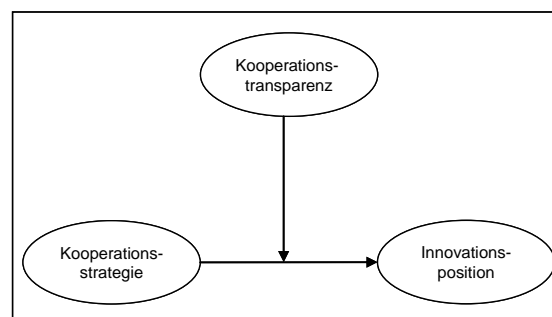 Kooperations-
transparenz
Kooperations-
strategie
Innovations-
position